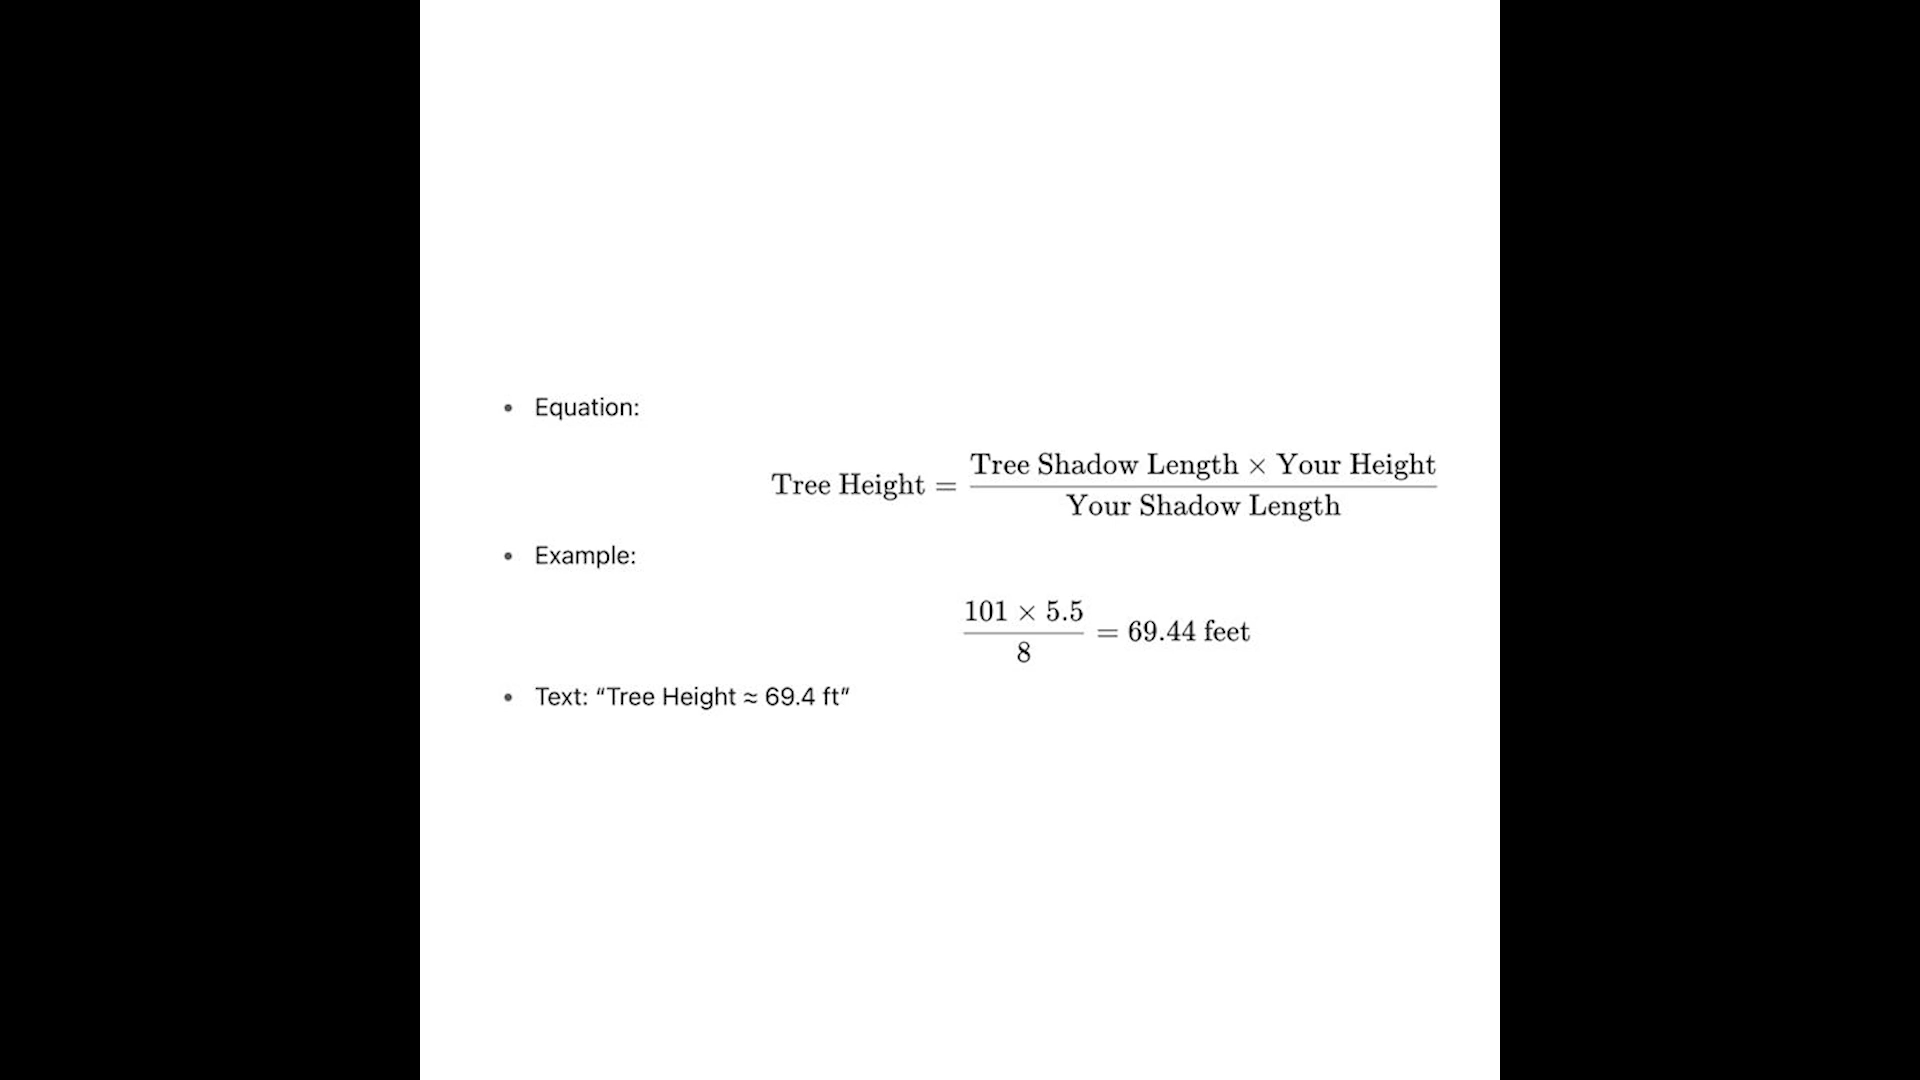 • Equation:
Tree Height = Tree Shadow Length × Your Height
Your Shadow Length
• Example:
101 × 5.5
8
= 69.44 feet
• Text: “Tree Height ≈ 69.4 ft”